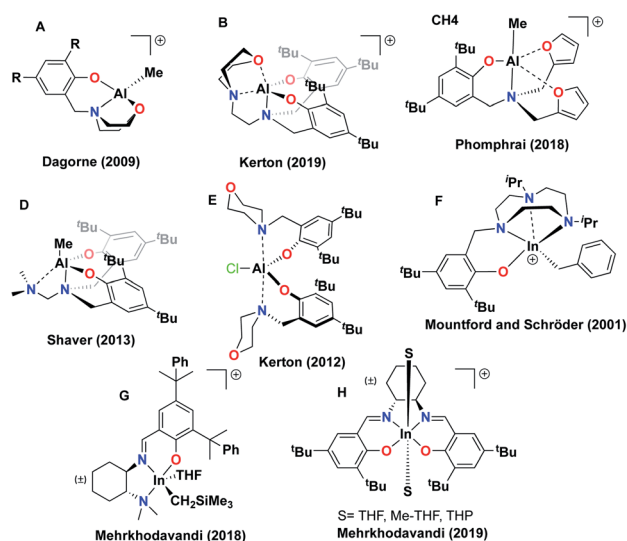 A
R
R
O
Al
Me
N
O
⊕
Dagorne (2009)
B
O
tBu
tBu
N
Al
O
O
N
tBu
tBu
⊕
Kerton (2019)
CH4
tBu
Me
O
Al
O
N
O
tBu
⊕
Phomphrai (2018)
D
Me
tBu
tBu
Al
O
O
tBu
N
N
tBu
Shaver (2013)
E
O
tBu
N
O
tBu
Cl
Al
tBu
O
N
tBu
O
Kerton (2012)
F
iPr
N
N
iPr
N
In
⊕
O
tBu
tBu
Mountford and Schröder (2001)
G
Ph
Ph
N
O
(±)
In
THF
N
CH2SiMe3
⊕
Mehrkhodavandi (2018)
H
S
(±)
N
N
In
tBu
O
O
tBu
tBu
tBu
S
⊕
S= THF, Me-THF, THP
Mehrkhodavandi (2019)